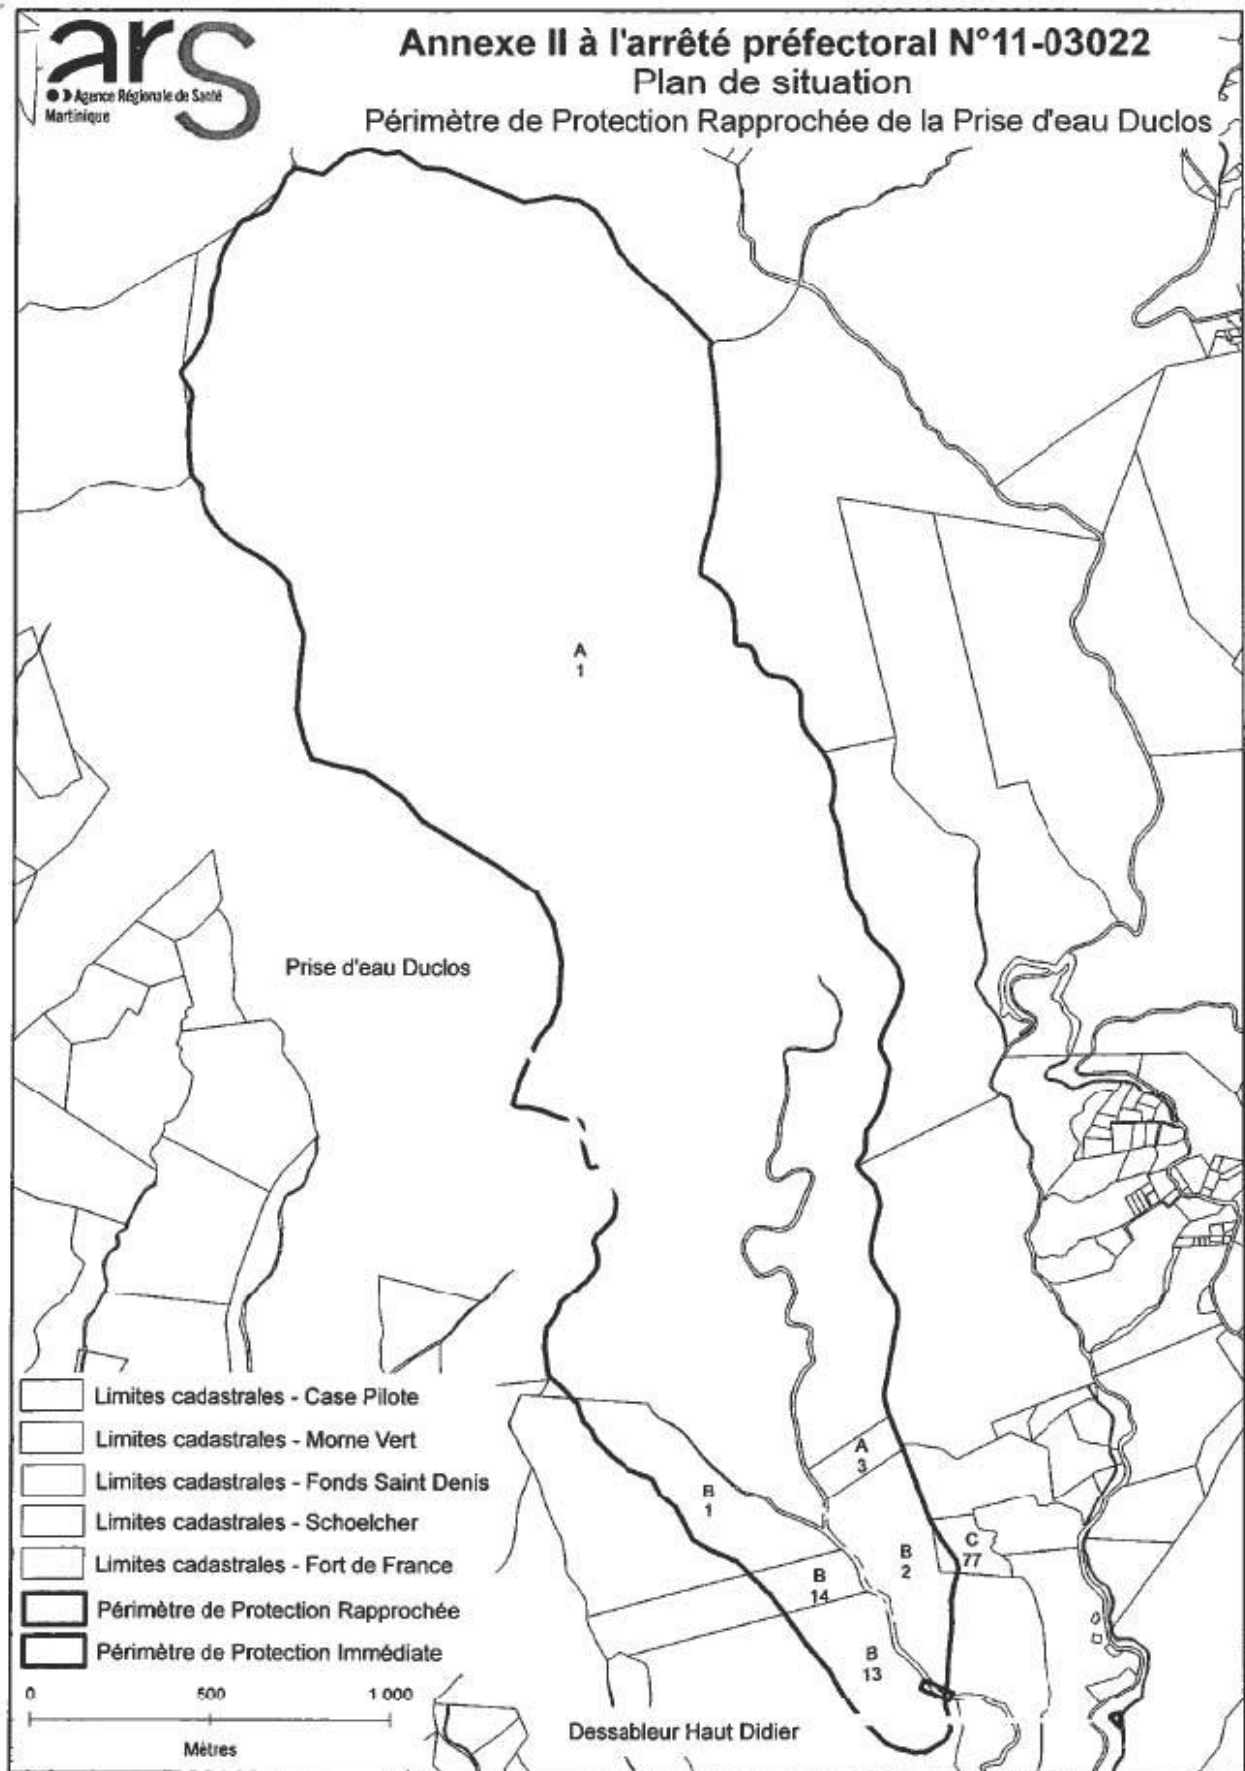 ars
Agence Régionale de Santé
Martinique
Annexe II à l'arrêté préfectoral N°11-03022
Plan de situation
Périmètre de Protection Rapprochée de la Prise d'eau Duclos
A
1
Prise d'eau Duclos
A
3
B
1
B
2
C
77
B
14
B
13
Limites cadastrales - Case Pilote
Limites cadastrales - Morne Vert
Limites cadastrales - Fonds Saint Denis
Limites cadastrales - Schoelcher
Limites cadastrales - Fort de France
Périmètre de Protection Rapprochée
Périmètre de Protection Immédiate
0 500 1 000
Mètres
Dessableur Haut Didier